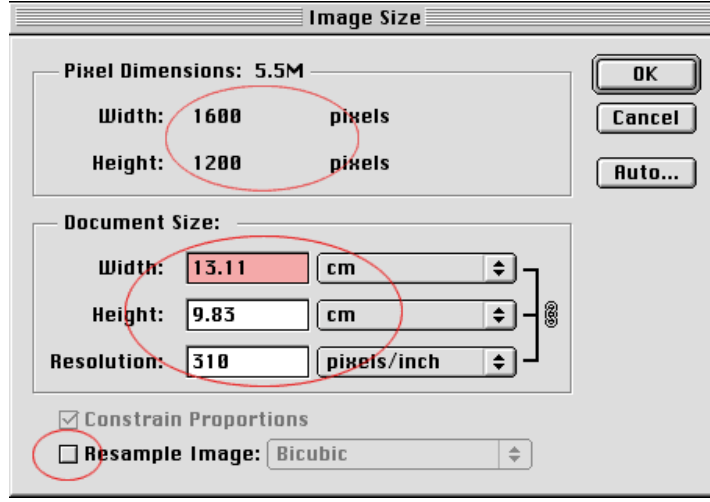 Image Size
Pixel Dimensions: 5.5M
OK
Width: 1600 pixels
Cancel
Height: 1200 pixels
Auto...
Document Size:
Width: 13.11 cm
Height: 9.83 cm
Resolution: 310 pixels/inch
Constrain Proportions
Resample Image: Bicubic